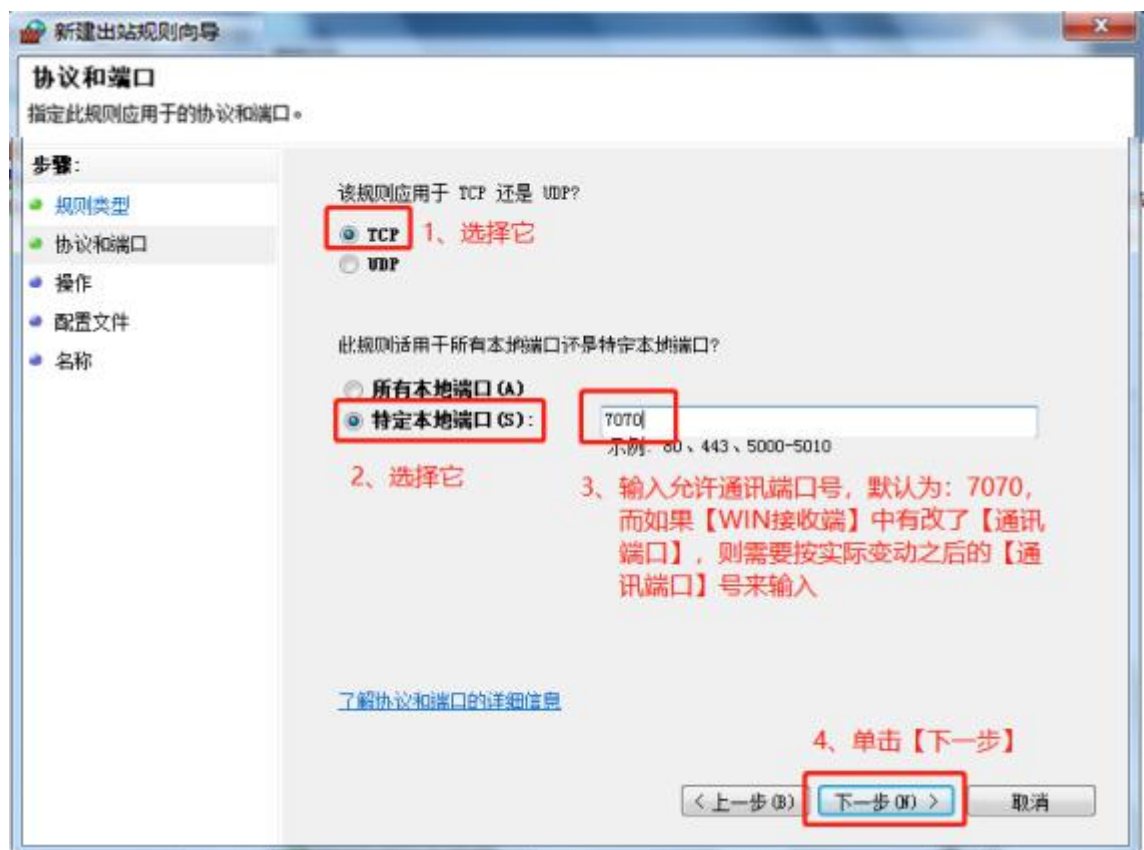 新建出站规则向导
协议和端口
指定此规则应用于的协议和端口。
步骤:
规则类型
协议和端口
操作
配置文件
名称
该规则应用于 TCP 还是 UDP?
TCP 1、选择它
UDP
此规则适用于所有本地端口还是特定本地端口?
所有本地端口(A)
特定本地端口(S): 7070
示例: 80、443、5000-5010
2、选择它
3、输入允许通讯端口号，默认为：7070，
而如果【WIN接收端】中有改了【通讯
端口】，则需要按实际变动之后的【通
讯端口】号来输入
了解协议和端口的详细信息
4、单击【下一步】
<上一步(B) 下一步(N) > 取消